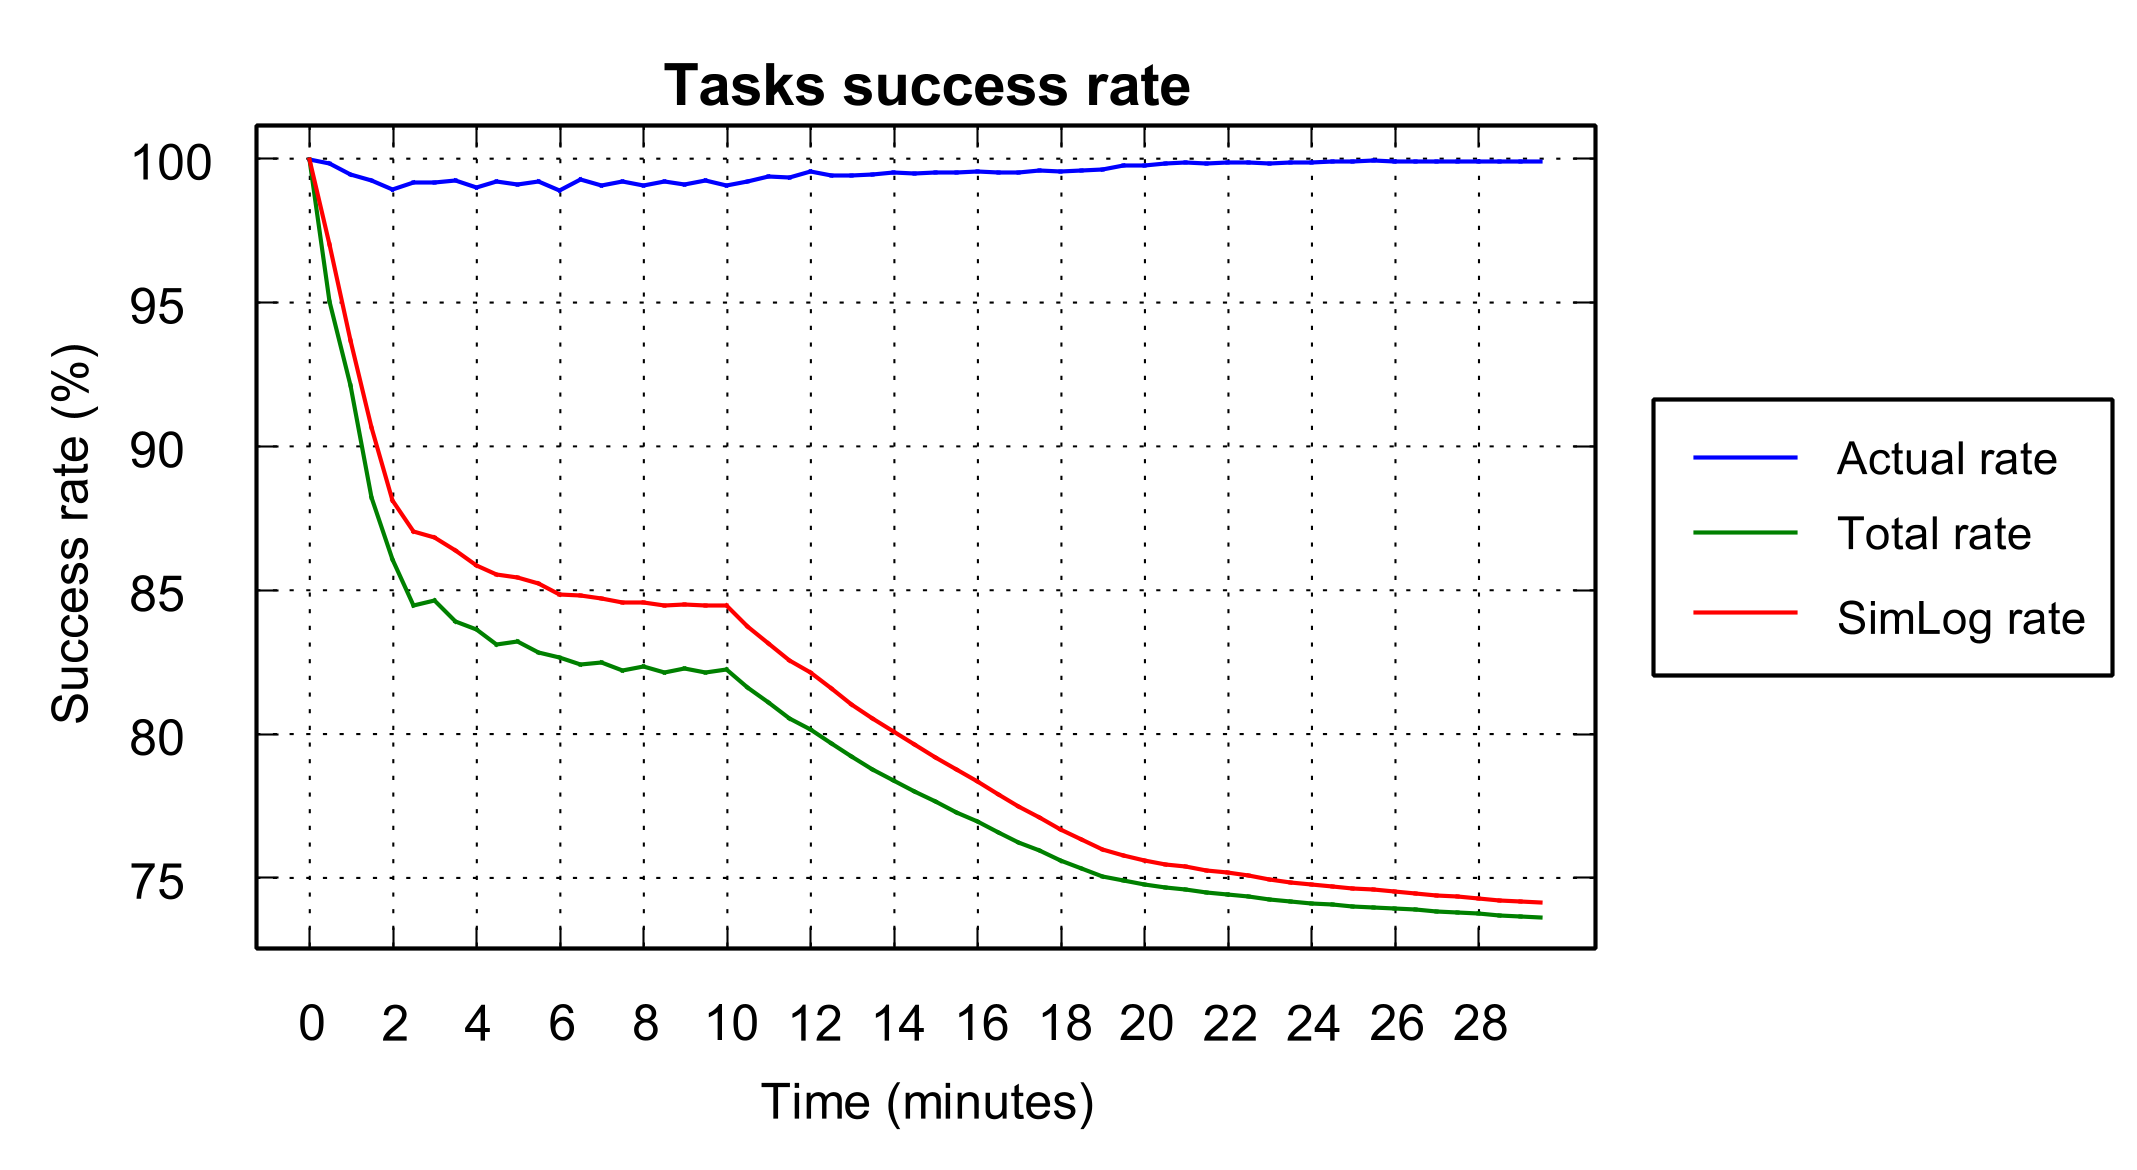 Tasks success rate
100
95
90
85
80
75
Success rate (%)
0 2 4 6 8 10 12 14 16 18 20 22 24 26 28
Time (minutes)
Actual rate
Total rate
SimLog rate